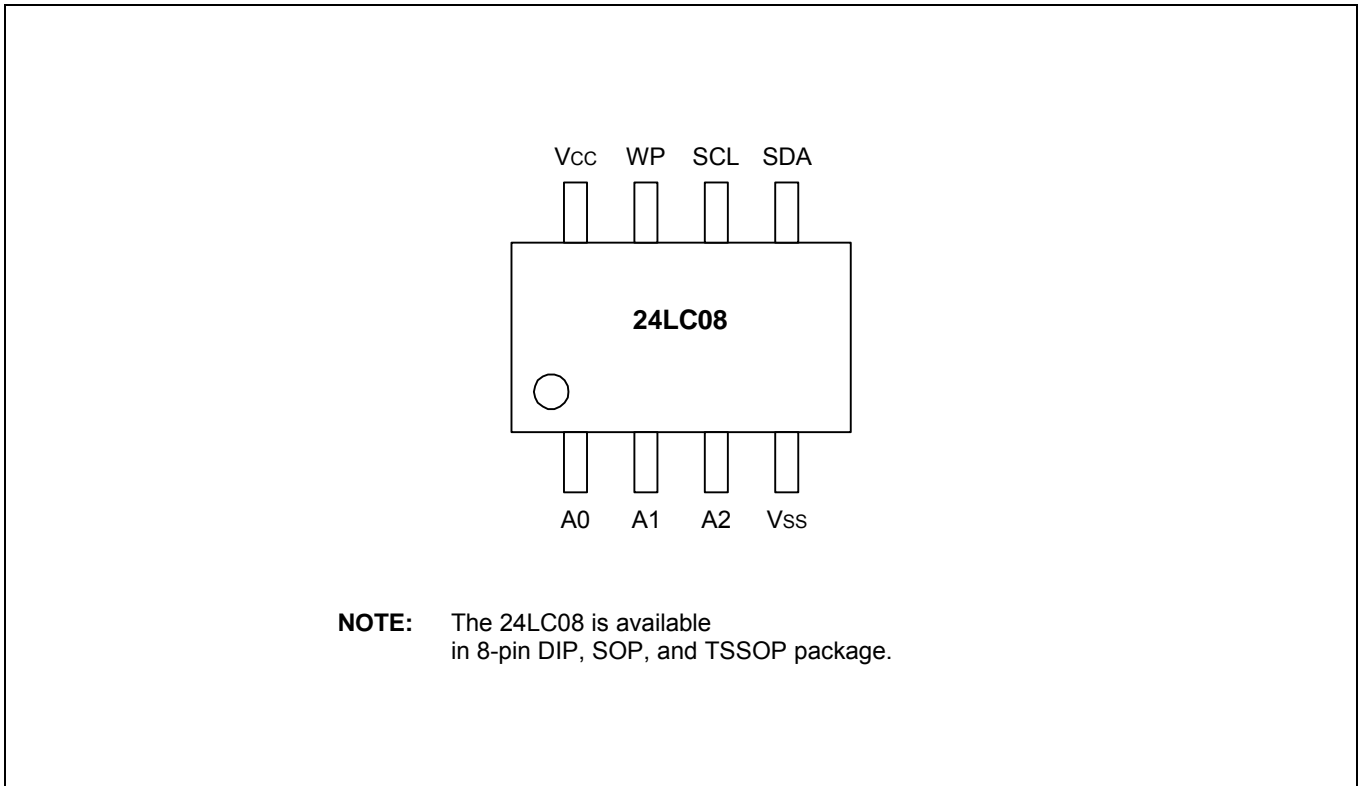 VCC WP SCL SDA
24LC08
A0 A1 A2 VSS
NOTE: The 24LC08 is available
in 8-pin DIP, SOP, and TSSOP package.